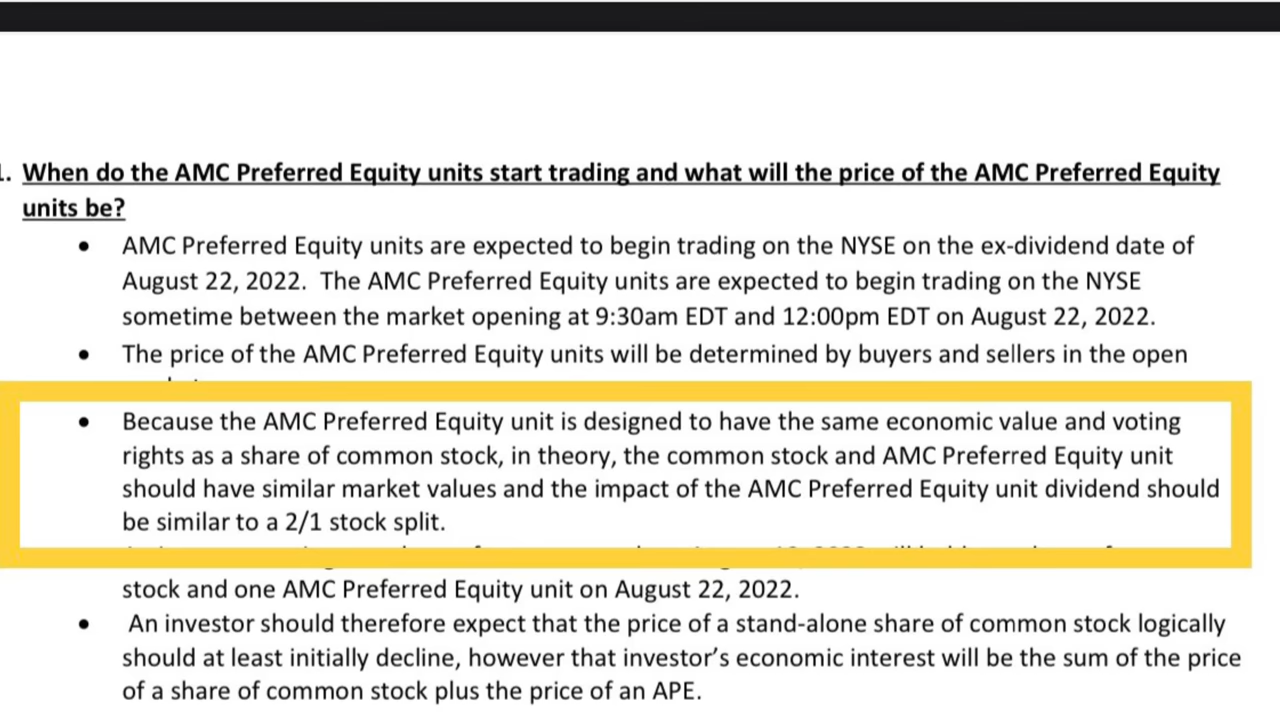 . When do the AMC Preferred Equity units start trading and what will the price of the AMC Preferred Equity
units be?
• AMC Preferred Equity units are expected to begin trading on the NYSE on the ex-dividend date of
August 22, 2022. The AMC Preferred Equity units are expected to begin trading on the NYSE
sometime between the market opening at 9:30am EDT and 12:00pm EDT on August 22, 2022.
• The price of the AMC Preferred Equity units will be determined by buyers and sellers in the open
• Because the AMC Preferred Equity unit is designed to have the same economic value and voting
rights as a share of common stock, in theory, the common stock and AMC Preferred Equity unit
should have similar market values and the impact of the AMC Preferred Equity unit dividend should
be similar to a 2/1 stock split.
stock and one AMC Preferred Equity unit on August 22, 2022.
• An investor should therefore expect that the price of a stand-alone share of common stock logically
should at least initially decline, however that investor’s economic interest will be the sum of the price
of a share of common stock plus the price of an APE.